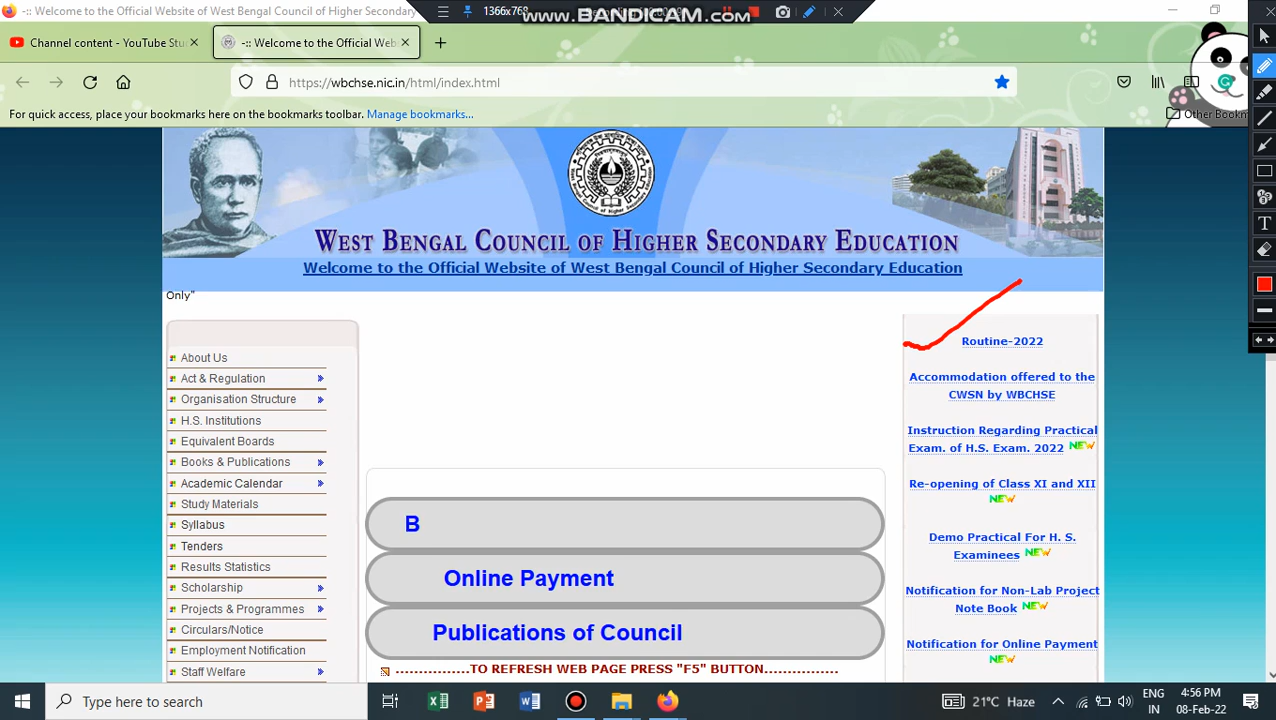 -:: Welcome to the Official Website of West Bengal Council of Higher Secondary
1366x768
www.BANDICAM.com
Channel content - YouTube Stu
-:: Welcome to the Official Web
https://wbchse.nic.in/html/index.html
For quick access, place your bookmarks here on the bookmarks toolbar. Manage bookmarks...
Other Bookm
WEST BENGAL COUNCIL OF HIGHER SECONDARY EDUCATION
Welcome to the Official Website of West Bengal Council of Higher Secondary Education
Only"
About Us
Act & Regulation
Organisation Structure
H.S. Institutions
Equivalent Boards
Books & Publications
Academic Calendar
Study Materials
Syllabus
Tenders
Results Statistics
Scholarship
Projects & Programmes
Circulars/Notice
Employment Notification
Staff Welfare
B
Online Payment
Publications of Council
...............TO REFRESH WEB PAGE PRESS "F5" BUTTON...............
Routine-2022
Accommodation offered to the
CWSN by WBCHSE
Instruction Regarding Practical
Exam. of H.S. Exam. 2022 NEW
Re-opening of Class XI and XII
NEW
Demo Practical For H. S.
Examinees NEW
Notification for Non-Lab Project
Note Book NEW
Notification for Online Payment
NEW
Type here to search
21°C Haze
ENG
IN
4:56 PM
08-Feb-22